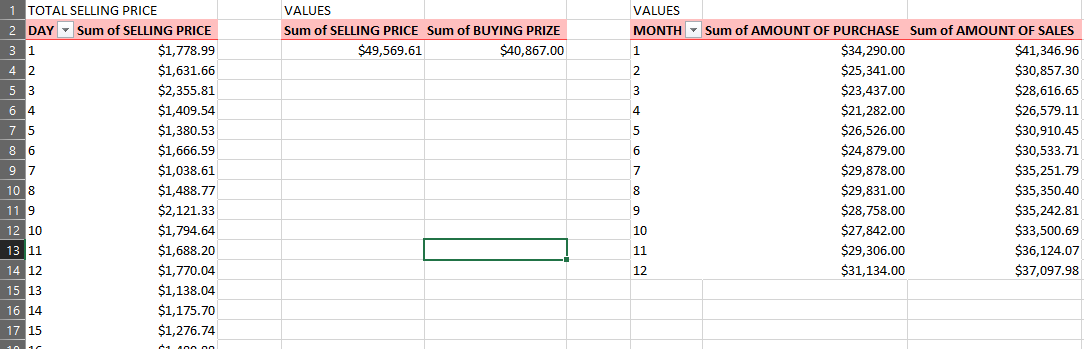 1 TOTAL SELLING PRICE VALUES VALUES
2 DAY Sum of SELLING PRICE Sum of SELLING PRICE Sum of BUYING PRIZE MONTH Sum of AMOUNT OF PURCHASE Sum of AMOUNT OF SALES
3 1 $1,778.99 $49,569.61 $40,867.00 1 $34,290.00 $41,346.96
4 2 $1,631.66 2 $25,341.00 $30,857.30
5 3 $2,355.81 3 $23,437.00 $28,616.65
6 4 $1,409.54 4 $21,282.00 $26,579.11
7 5 $1,380.53 5 $26,526.00 $30,910.45
8 6 $1,666.59 6 $24,879.00 $30,533.71
9 7 $1,038.61 7 $29,878.00 $35,251.79
10 8 $1,488.77 8 $29,831.00 $35,350.40
11 9 $2,121.33 9 $28,758.00 $35,242.81
12 10 $1,794.64 10 $27,842.00 $33,500.69
13 11 $1,688.20 11 $29,306.00 $36,124.07
14 12 $1,770.04 12 $31,134.00 $37,097.98
15 13 $1,138.04
16 14 $1,175.70
17 15 $1,276.74